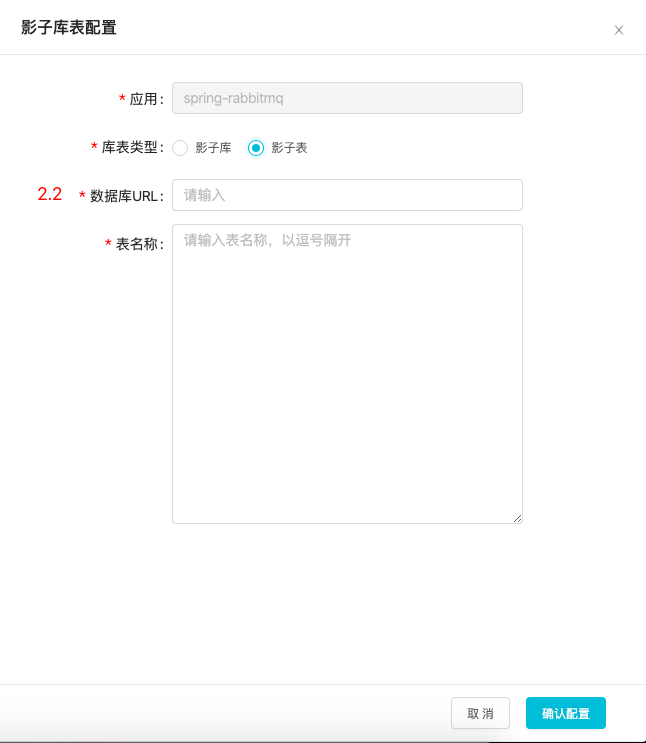 影子库表配置
* 应用:
spring-rabbitmq
* 库表类型:
影子库
影子表
2.2
* 数据库URL:
请输入
* 表名称:
请输入表名称，以逗号隔开
取 消
确认配置